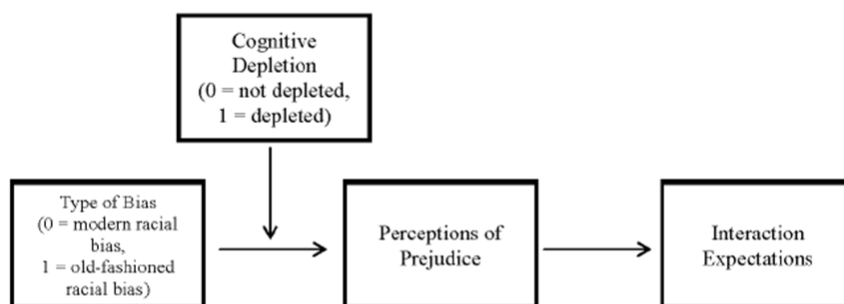 Cognitive
Depletion
(0 = not depleted,
1 = depleted)
Type of Bias
(0 = modern racial
bias,
1 = old-fashioned
racial bias)
Perceptions of
Prejudice
Interaction
Expectations